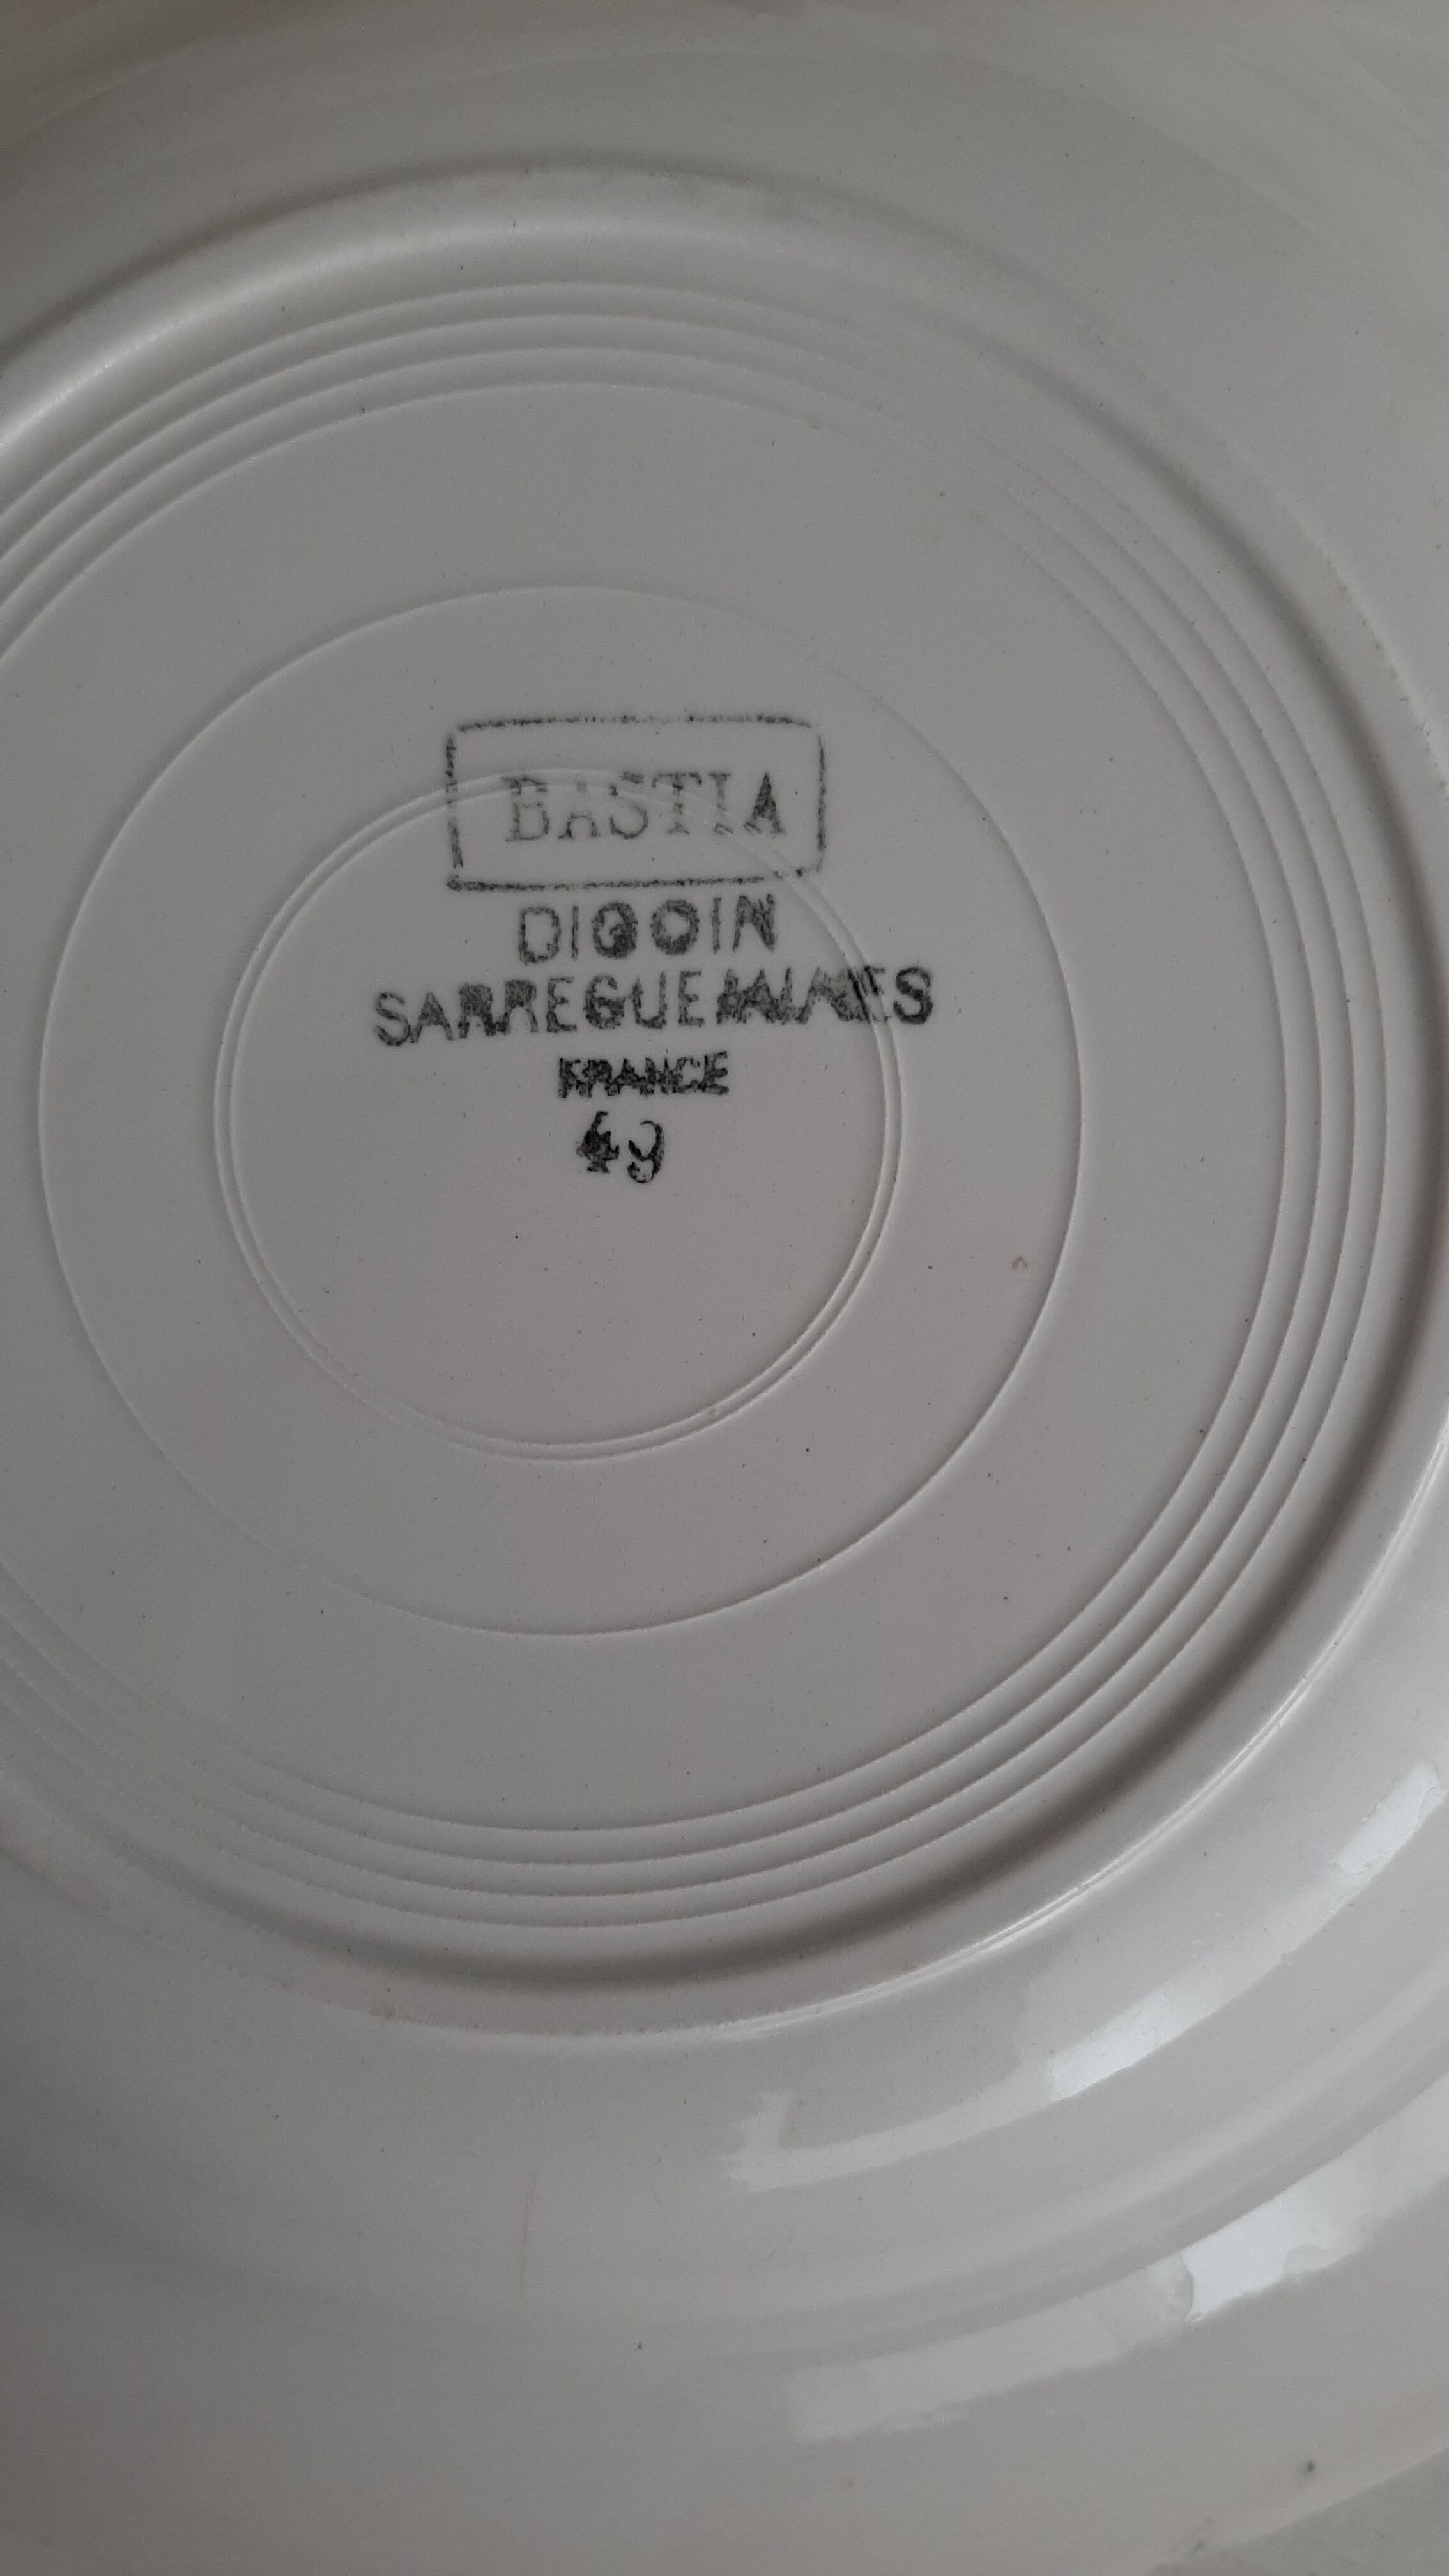 BASTIA
DIGOIN
SARREGUEMINES
FRANCE
49